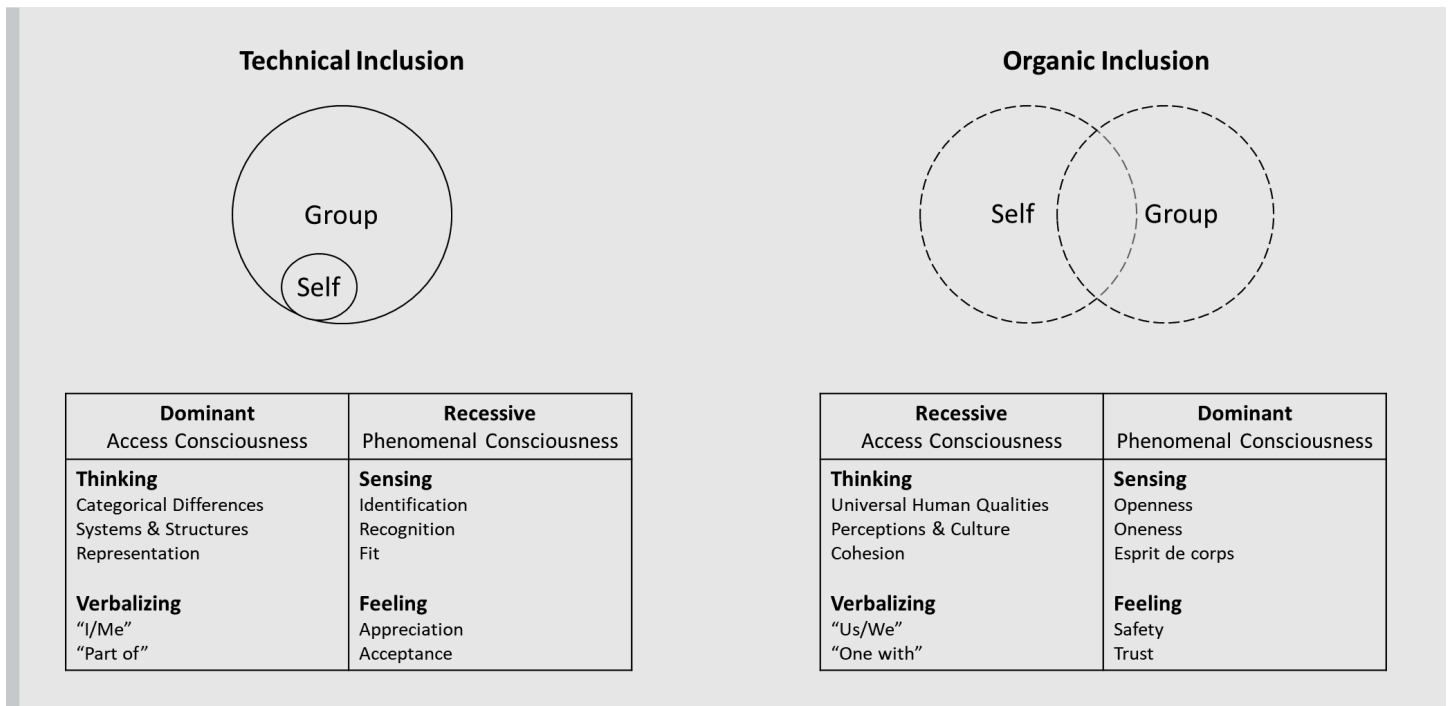 Technical Inclusion
Group
Self
Dominant
Access Consciousness
Recessive
Phenomenal Consciousness
Thinking
Categorical Differences
Systems & Structures
Representation
Verbalizing
“I/Me”
“Part of”
Sensing
Identification
Recognition
Fit
Feeling
Appreciation
Acceptance
Organic Inclusion
Self
Group
Recessive
Access Consciousness
Dominant
Phenomenal Consciousness
Thinking
Universal Human Qualities
Perceptions & Culture
Cohesion
Verbalizing
“Us/We”
“One with”
Sensing
Openness
Oneness
Esprit de corps
Feeling
Safety
Trust